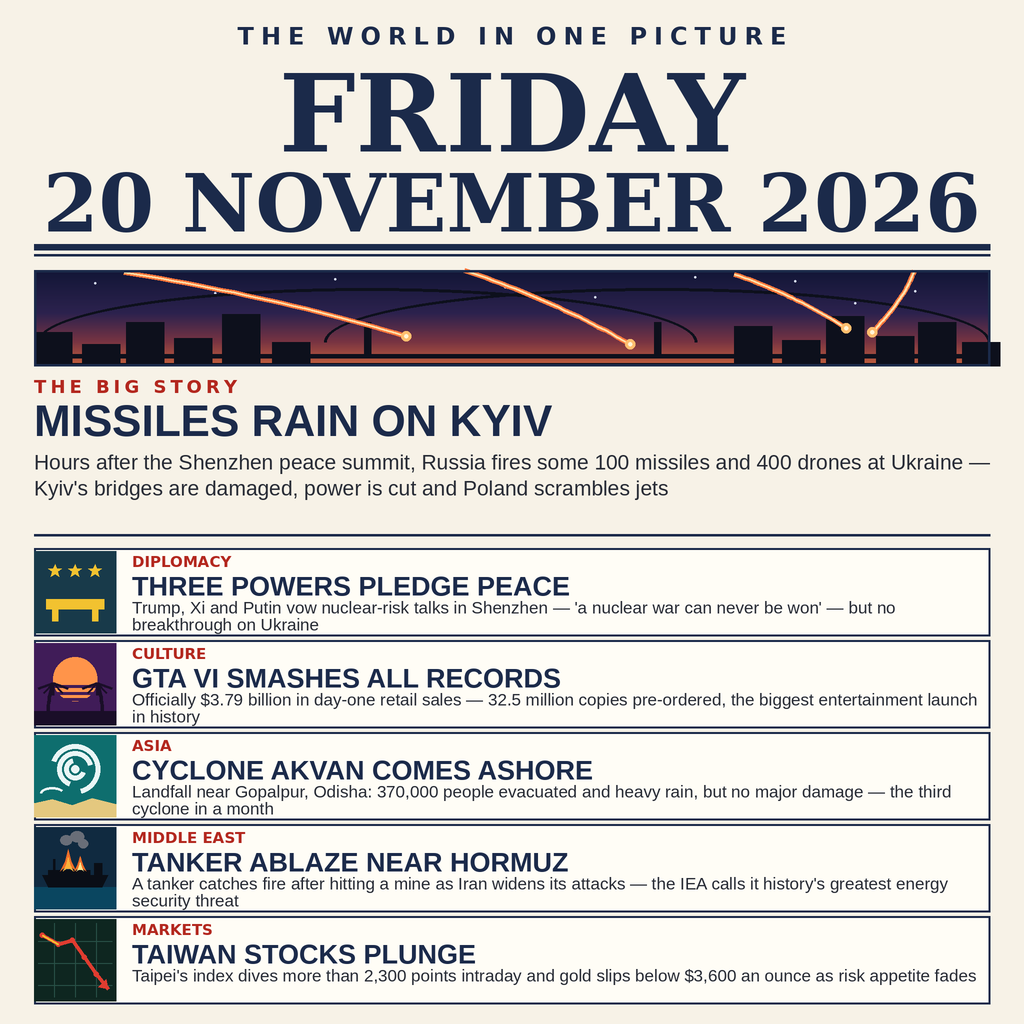 THE WORLD IN ONE PICTURE
FRIDAY
20 NOVEMBER 2026
THE BIG STORY
MISSILES RAIN ON KYIV
Hours after the Shenzhen peace summit, Russia fires some 100 missiles and 400 drones at Ukraine —
Kyiv's bridges are damaged, power is cut and Poland scrambles jets
DIPLOMACY
THREE POWERS PLEDGE PEACE
Trump, Xi and Putin vow nuclear-risk talks in Shenzhen — 'a nuclear war can never be won' — but no
breakthrough on Ukraine
CULTURE
GTA VI SMASHES ALL RECORDS
Officially $3.79 billion in day-one retail sales — 32.5 million copies pre-ordered, the biggest entertainment launch
in history
ASIA
CYCLONE AKVAN COMES ASHORE
Landfall near Gopalpur, Odisha: 370,000 people evacuated and heavy rain, but no major damage — the third
cyclone in a month
MIDDLE EAST
TANKER ABLAZE NEAR HORMUZ
A tanker catches fire after hitting a mine as Iran widens its attacks — the IEA calls it history's greatest energy
security threat
MARKETS
TAIWAN STOCKS PLUNGE
Taipei's index dives more than 2,300 points intraday and gold slips below $3,600 an ounce as risk appetite fades